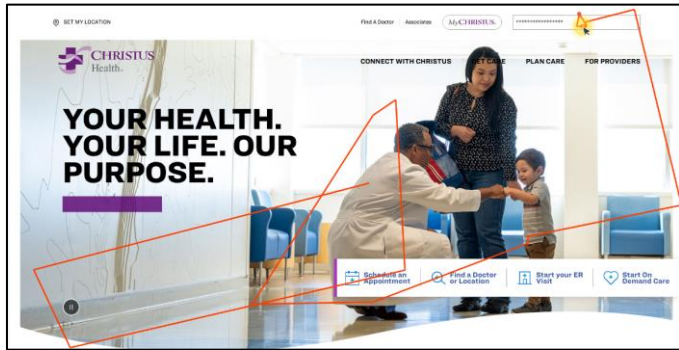 SET MY LOCATION
Find A Doctor
Associates
MyCHRISTUS.
*****************
CHRISTUS
Health.
CONNECT WITH CHRISTUS
GET CARE
PLAN CARE
FOR PROVIDERS
YOUR HEALTH.
YOUR LIFE. OUR
PURPOSE.
Schedule an
Appointment
Find a Doctor
or Location
Start your ER
Visit
Start On
Demand Care